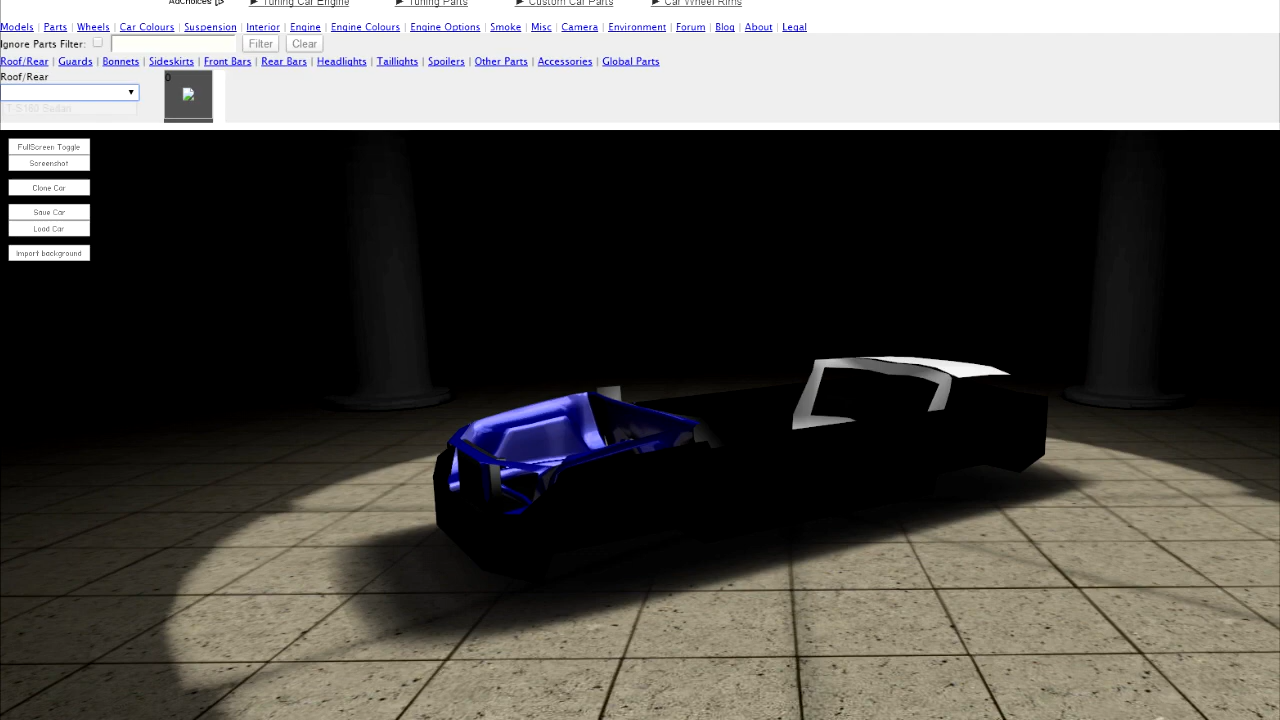 AdChoices ▶ Tuning Car Engine ▶ Tuning Parts ▶ Custom Car Parts ▶ Car Wheel Rims
Models | Parts | Wheels | Car Colours | Suspension | Interior | Engine | Engine Colours | Engine Options | Smoke | Misc | Camera | Environment | Forum | Blog | About | Legal
Ignore Parts Filter: Filter Clear
Roof/Rear | Guards | Bonnets | Sideskirts | Front Bars | Rear Bars | Headlights | Taillights | Spoilers | Other Parts | Accessories | Global Parts
Roof/Rear
0
T-S160 Sedan
FullScreen Toggle
Screenshot
Clone Car
Save Car
Load Car
Import background